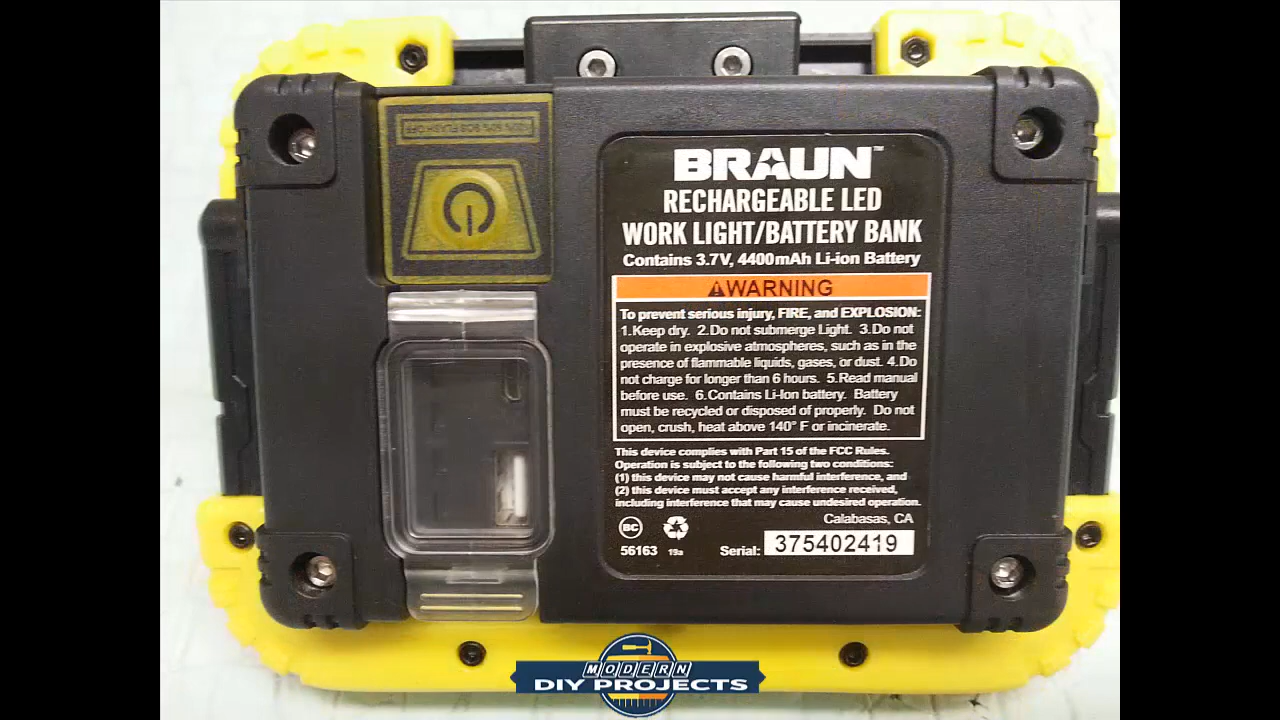 BRAUN™
RECHARGEABLE LED
WORK LIGHT/BATTERY BANK
Contains 3.7V, 4400mAh Li-ion Battery
⚠WARNING
To prevent serious injury, FIRE, and EXPLOSION:
1.Keep dry. 2.Do not submerge Light. 3.Do not
operate in explosive atmospheres, such as in the
presence of flammable liquids, gases, or dust. 4.Do
not charge for longer than 6 hours. 5.Read manual
before use. 6.Contains Li-Ion battery. Battery
must be recycled or disposed of properly. Do not
open, crush, heat above 140° F or incinerate.
This device complies with Part 15 of the FCC Rules.
Operation is subject to the following two conditions:
(1) this device may not cause harmful interference, and
(2) this device must accept any interference received,
including interference that may cause undesired operation.
Calabasas, CA
BC
56163 19a Serial: 375402419
MODERN
DIY PROJECTS